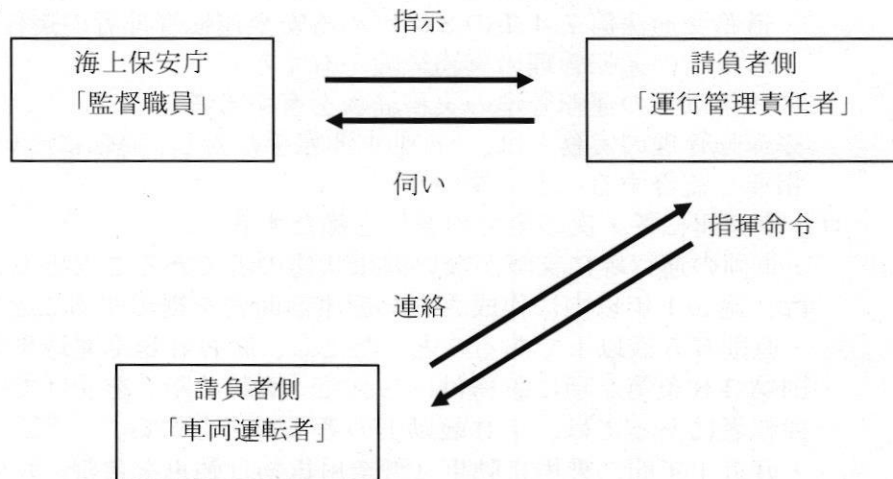 指示
海上保安庁
「監督職員」
請負者側
「運行管理責任者」
伺い
指揮命令
連絡
請負者側
「車両運転者」